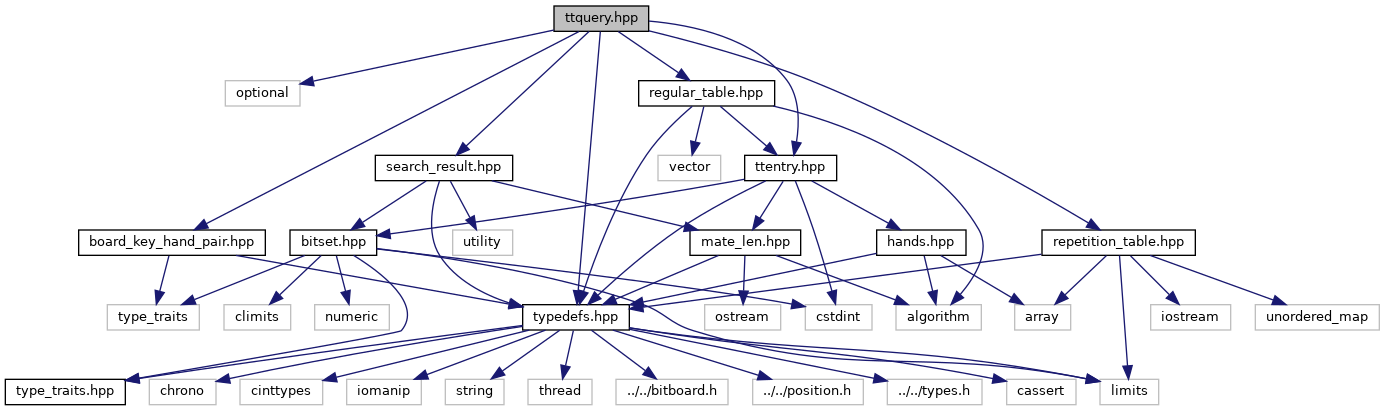 ttquery.hpp
optional
regular_table.hpp
search_result.hpp
vector
ttentry.hpp
board_key_hand_pair.hpp
bitset.hpp
utility
mate_len.hpp
hands.hpp
repetition_table.hpp
type_traits
climits
numeric
typedefs.hpp
ostream
cstdint
algorithm
array
iostream
unordered_map
type_traits.hpp
chrono
cinttypes
iomanip
string
thread
../../bitboard.h
../../position.h
../../types.h
cassert
limits